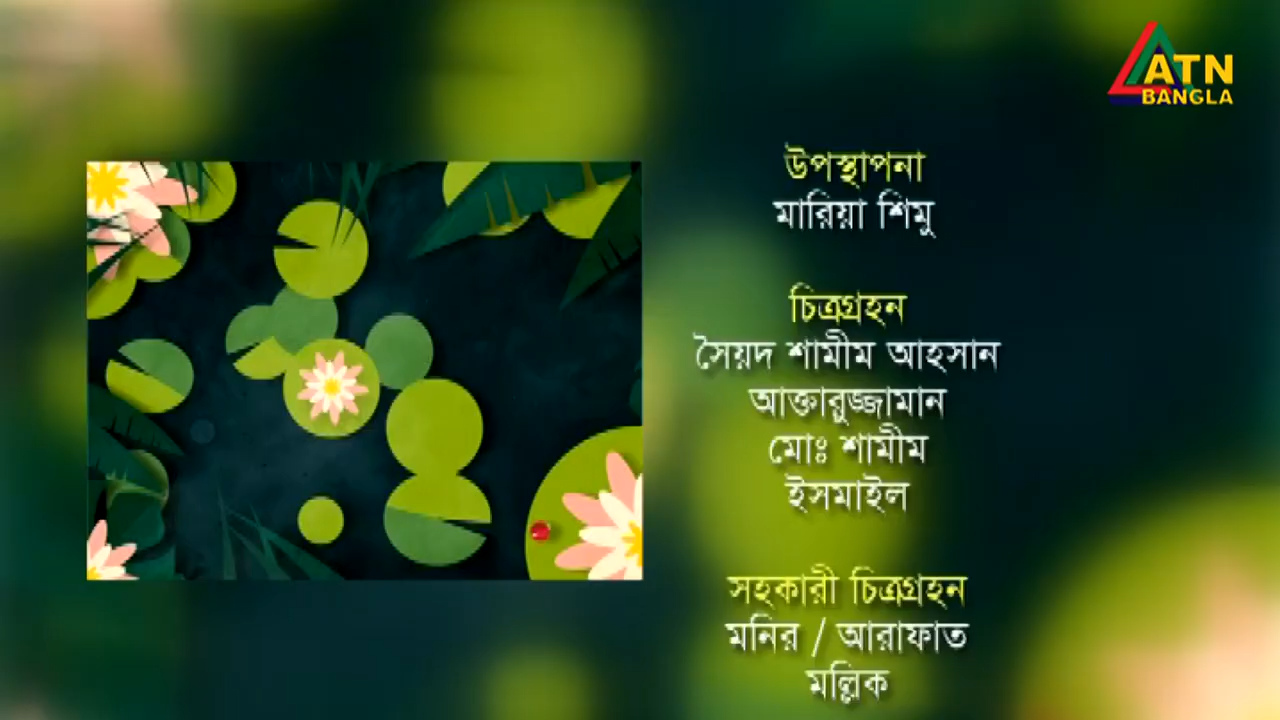 ATN
BANGLA
উপস্থাপনা
মারিয়া শিমু
চিত্রগ্রহন
সৈয়দ শামীম আহসান
আক্তারুজ্জামান
মোঃ শামীম
ইসমাইল
সহকারী চিত্রগ্রহন
মনির / আরাফাত
মল্লিক